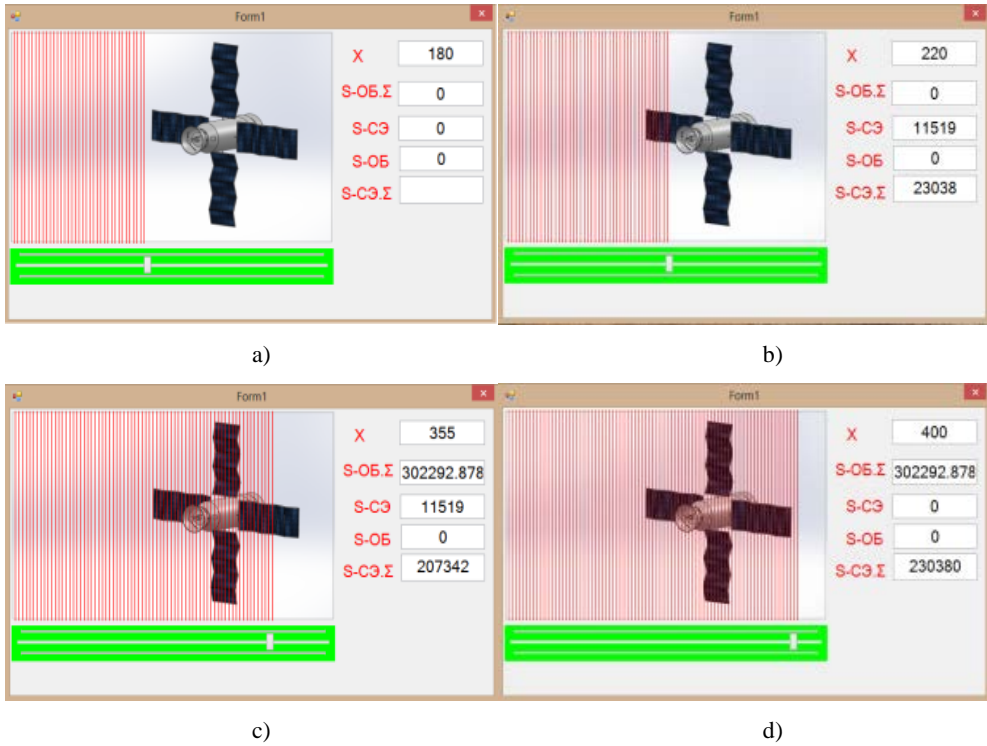 Form1
X 180
S-ОБ.Σ 0
S-СЭ 0
S-ОБ 0
S-СЭ.Σ
a)
Form1
X 220
S-ОБ.Σ 0
S-СЭ 11519
S-ОБ 0
S-СЭ.Σ 23038
b)
Form1
X 355
S-ОБ.Σ 302292.878
S-СЭ 11519
S-ОБ 0
S-СЭ.Σ 207342
c)
Form1
X 400
S-ОБ.Σ 302292.878
S-СЭ 0
S-ОБ 0
S-СЭ.Σ 230380
d)